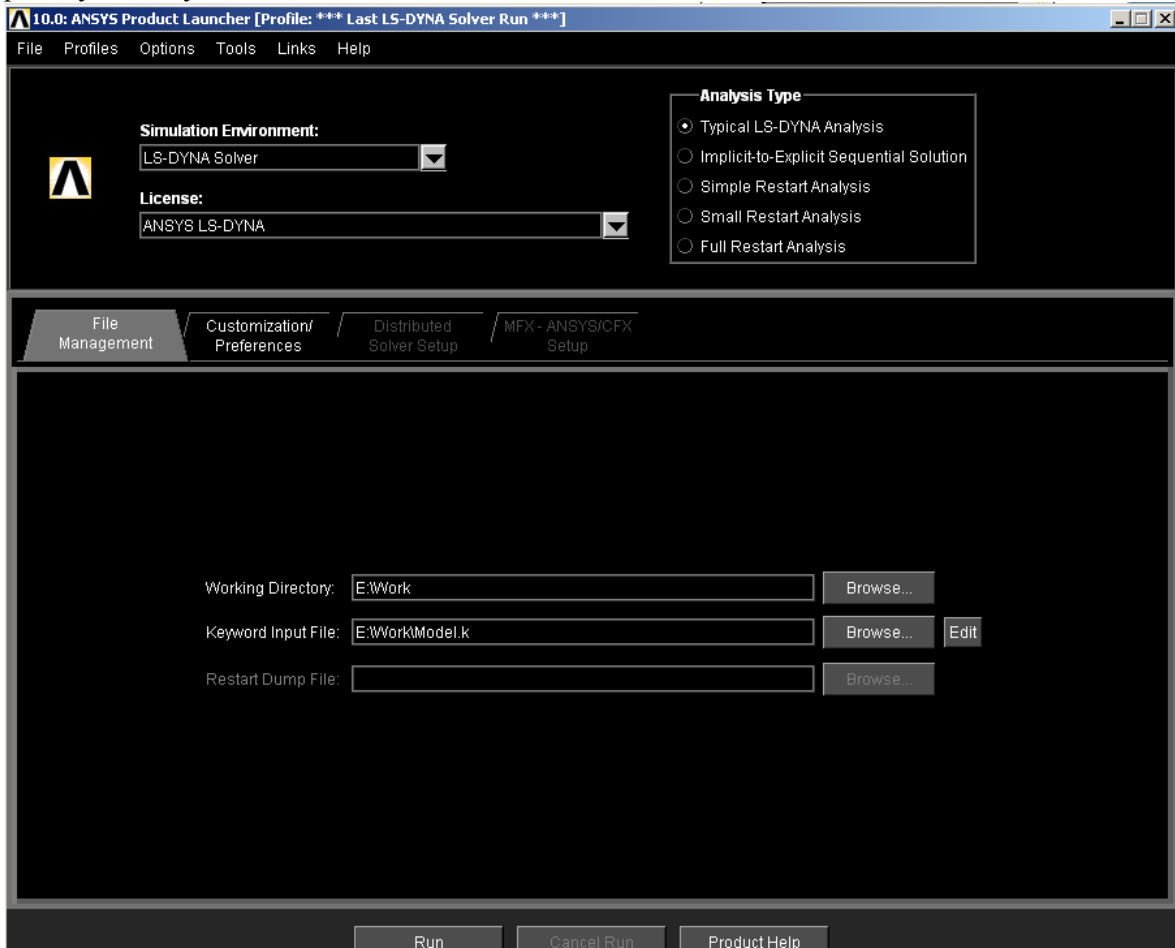 10.0: ANSYS Product Launcher [Profile: *** Last LS-DYNA Solver Run ***]
File Profiles Options Tools Links Help
Simulation Environment:
LS-DYNA Solver
License:
ANSYS LS-DYNA
Analysis Type
Typical LS-DYNA Analysis
Implicit-to-Explicit Sequential Solution
Simple Restart Analysis
Small Restart Analysis
Full Restart Analysis
File
Management
Customization/
Preferences
Distributed
Solver Setup
MFX - ANSYS/CFX
Setup
Working Directory: E:\Work Browse...
Keyword Input File: E:\Work\Model.k Browse... Edit
Restart Dump File: Browse...
Run Cancel Run Product Help